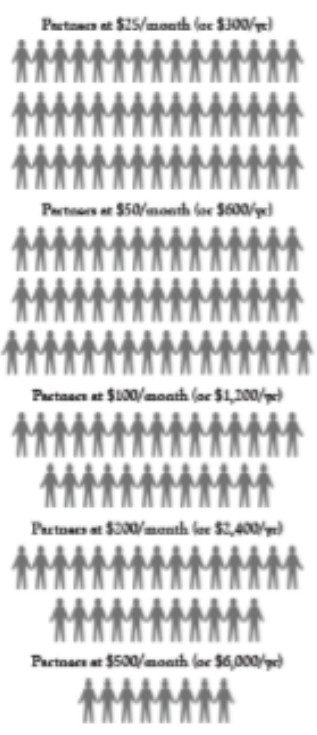 Partners at $25/month (or $300/yr)
Partners at $50/month (or $600/yr)
Partners at $100/month (or $1,200/yr)
Partners at $200/month (or $2,400/yr)
Partners at $500/month (or $6,000/yr)